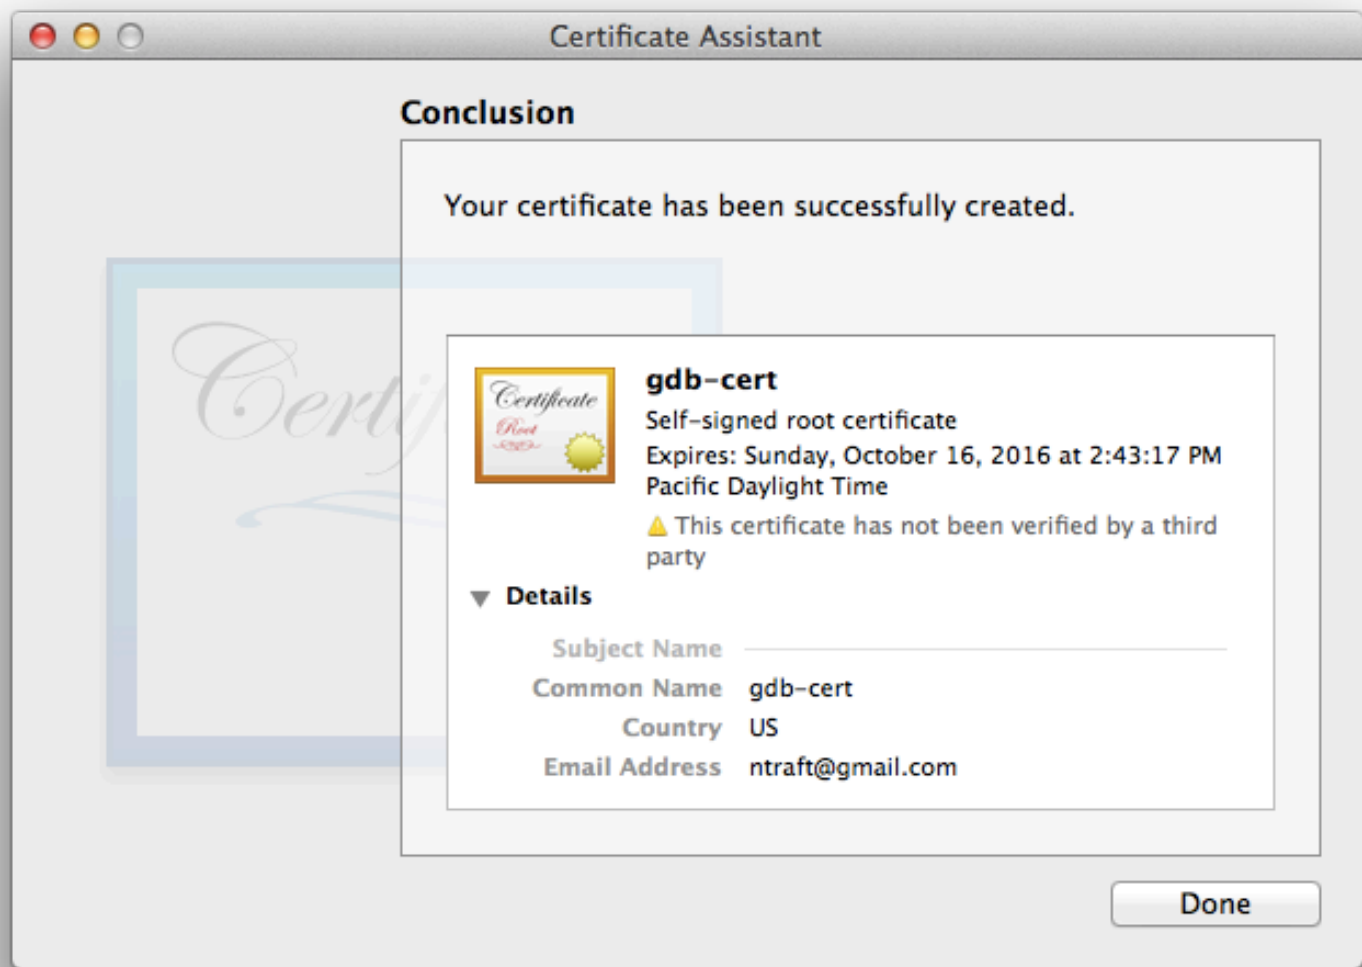 Certificate Assistant
Conclusion
Your certificate has been successfully created.
Certif
Certificate
Root
gdb-cert
Self-signed root certificate
Expires: Sunday, October 16, 2016 at 2:43:17 PM
Pacific Daylight Time
This certificate has not been verified by a third
party
Details
Subject Name
Common Name gdb-cert
Country US
Email Address ntraft@gmail.com
Done